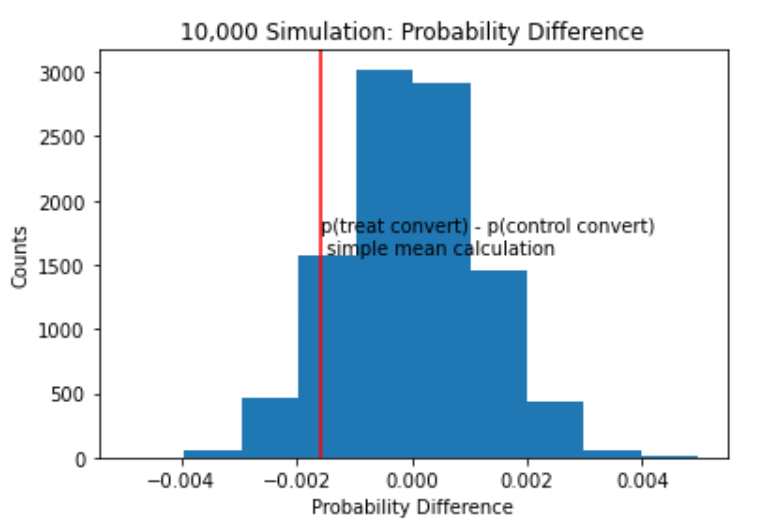 10,000 Simulation: Probability Difference
3000
2500
2000
1500
1000
500
0
Counts
p(treat convert) - p(control convert)
simple mean calculation
−0.004 −0.002 0.000 0.002 0.004
Probability Difference